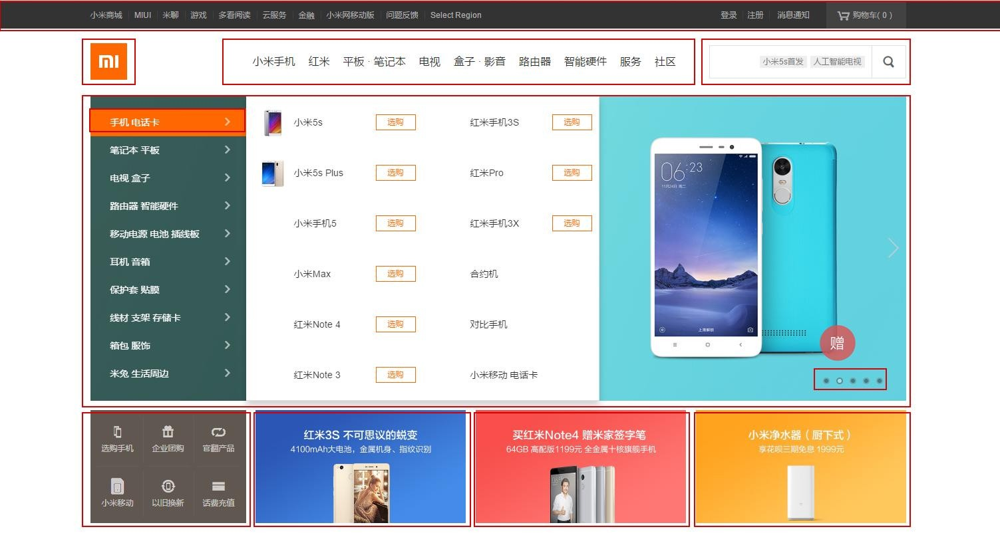 小米商城 MIUI 米聊 游戏 多看阅读 云服务 金融 小米网移动版 问题反馈 Select Region 登录 注册 消息通知 购物车( 0 )
小米手机 红米 平板 · 笔记本 电视 盒子 · 影音 路由器 智能硬件 服务 社区 小米5s首发 人工智能电视
手机 电话卡
笔记本 平板
电视 盒子
路由器 智能硬件
移动电源 电池 插线板
耳机 音箱
保护套 贴膜
线材 支架 存储卡
箱包 服饰
米兔 生活周边
小米5s 选购 红米手机3S 选购
小米5s Plus 选购 红米Pro 选购
小米手机5 选购 红米手机3X 选购
小米Max 选购 合约机
红米Note 4 选购 对比手机
红米Note 3 选购 小米移动 电话卡
06:23
11月24日 周二
上海解锁
赠
选购手机 企业团购 官翻产品
小米移动 以旧换新 话费充值
红米3S 不可思议的蜕变
4100mAh大电池，金属机身、指纹识别
买红米Note4 赠米家签字笔
64GB 高配版1199元 全金属十核旗舰手机
小米净水器（厨下式）
享花呗三期免息 1999元